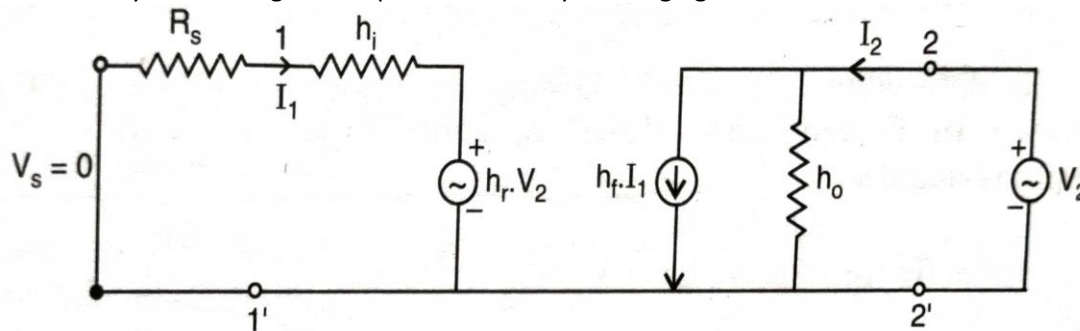 R_s 1 h_i I_2 2
I_1
V_s = 0 + h_r.V_2 - h_f.I_1 h_o + V_2 -
1' 2'